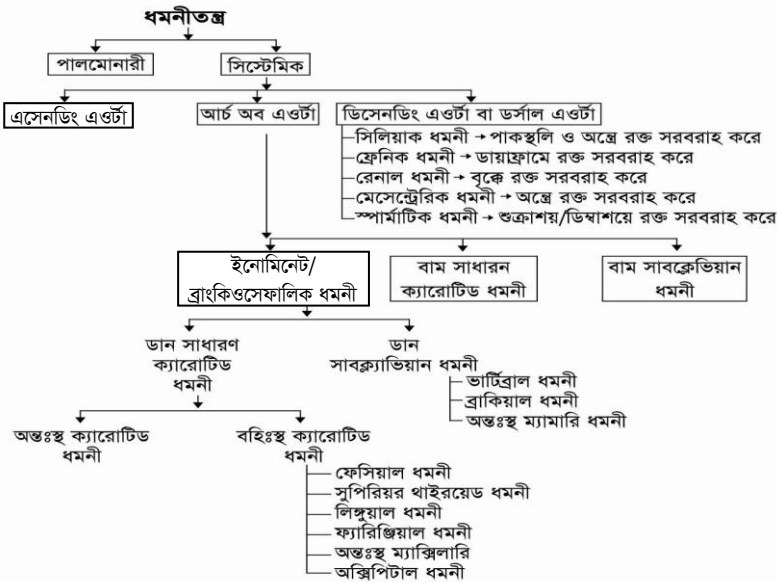 ধমনীতন্ত্র
পালমোনারী
সিস্টেমিক
এসেনডিং এওর্টা
আর্চ অব এওর্টা
ডিসেনডিং এওর্টা বা ডর্সাল এওর্টা
সিলিয়াক ধমনী → পাকস্থলি ও অন্ত্রে রক্ত সরবরাহ করে
ফ্রেনিক ধমনী → ডায়াফ্রামে রক্ত সরবরাহ করে
রেনাল ধমনী → বৃক্কে রক্ত সরবরাহ করে
মেসেন্ট্রেরিক ধমনী → অন্ত্রে রক্ত সরবরাহ করে
স্পার্মাটিক ধমনী → শুক্রাশয়/ডিম্বাশয়ে রক্ত সরবরাহ করে
ইনোমিনেট/
ব্রাংকিওসেফালিক ধমনী
বাম সাধারন
ক্যারোটিড ধমনী
বাম সাবক্লেভিয়ান
ধমনী
ডান সাধারণ
ক্যারোটিড
ধমনী
ডান
সাবক্ল্যাভিয়ান ধমনী
ভার্টিব্রাল ধমনী
ব্রাকিয়াল ধমনী
অন্তঃস্থ ম্যামারি ধমনী
অন্তঃস্থ ক্যারোটিড
ধমনী
বহিঃস্থ ক্যারোটিড
ধমনী
ফেসিয়াল ধমনী
সুপিরিয়র থাইরয়েড ধমনী
লিঙ্গুয়াল ধমনী
ফ্যারিঞ্জিয়াল ধমনী
অন্তঃস্থ ম্যাক্সিলারি
অক্সিপিটাল ধমনী